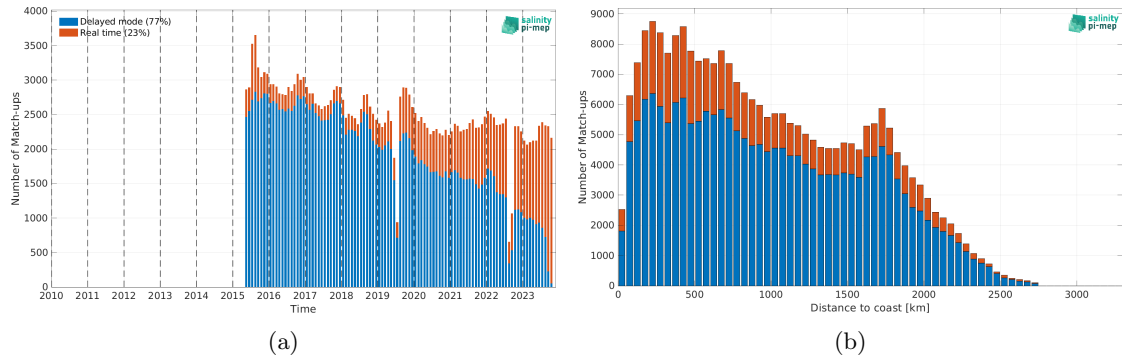 4000
3500
3000
2500
2000
1500
1000
500
0
Number of Match-ups
Delayed mode (77%)
Real time (23%)
salinity
pi-mep
2010 2011 2012 2013 2014 2015 2016 2017 2018 2019 2020 2021 2022 2023
Time
(a)
9000
8000
7000
6000
5000
4000
3000
2000
1000
0
Number of Match-ups
salinity
pi-mep
0 500 1000 1500 2000 2500 3000
Distance to coast [km]
(b)